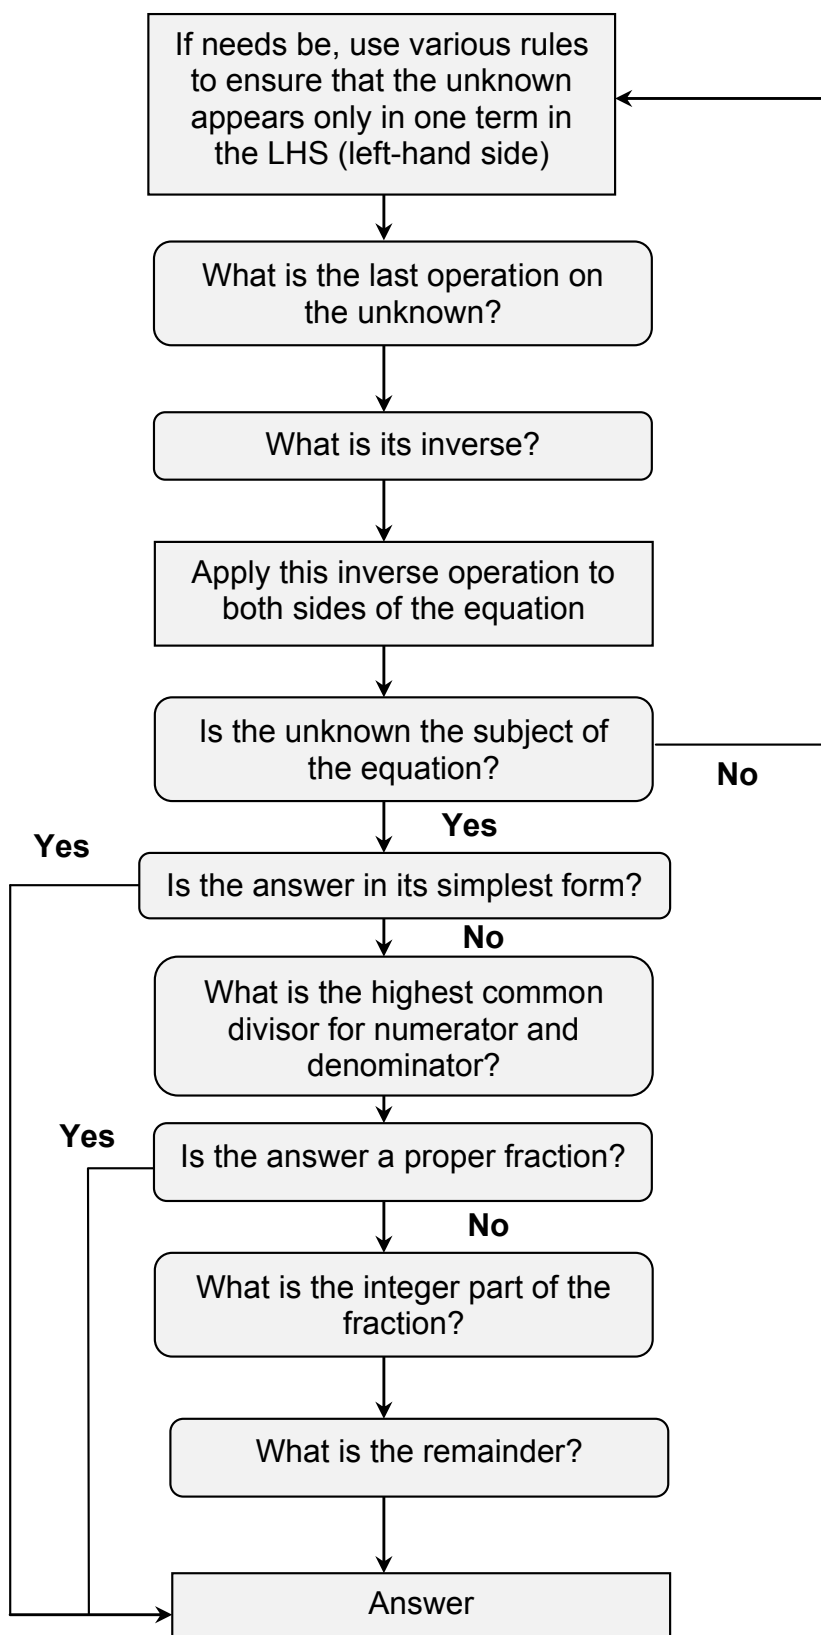 If needs be, use various rules
to ensure that the unknown
appears only in one term in
the LHS (left-hand side)
What is the last operation on
the unknown?
What is its inverse?
Apply this inverse operation to
both sides of the equation
Is the unknown the subject of
the equation?
No
Yes
Yes
Is the answer in its simplest form?
No
What is the highest common
divisor for numerator and
denominator?
Yes
Is the answer a proper fraction?
No
What is the integer part of the
fraction?
What is the remainder?
Answer